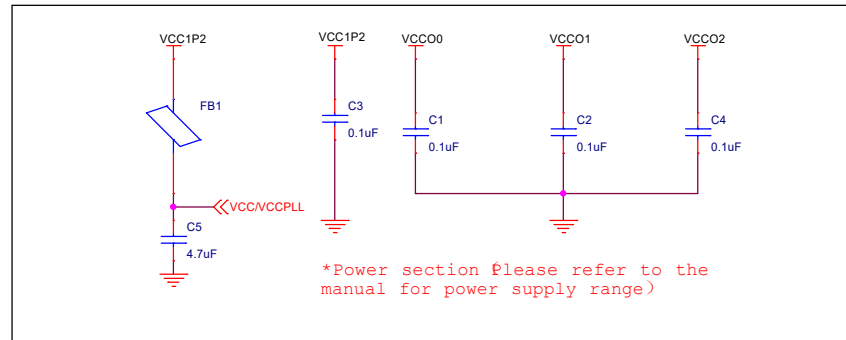 VCC1P2
VCC1P2
VCCO0
VCCO1
VCCO2
FB1
C3
0.1uF
C1
0.1uF
C2
0.1uF
C4
0.1uF
VCC/VCCPLL
C5
4.7uF
*Power section (Please refer to the
manual for power supply range)